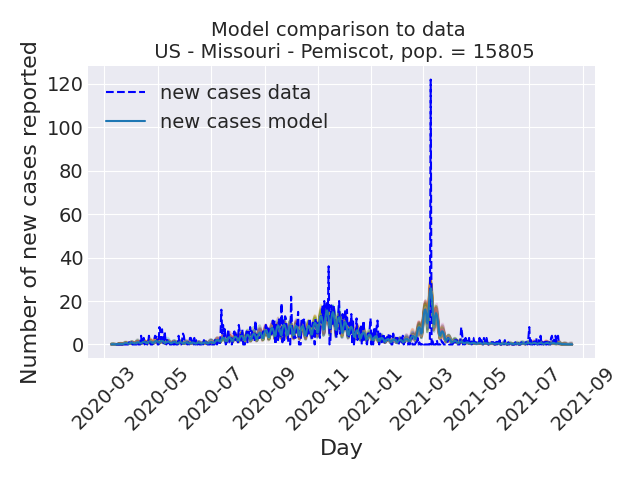 Model comparison to data
US - Missouri - Pemiscot, pop. = 15805
Number of new cases reported
120
100
80
60
40
20
0
new cases data
new cases model
2020-03
2020-05
2020-07
2020-09
2020-11
2021-01
2021-03
2021-05
2021-07
2021-09
Day